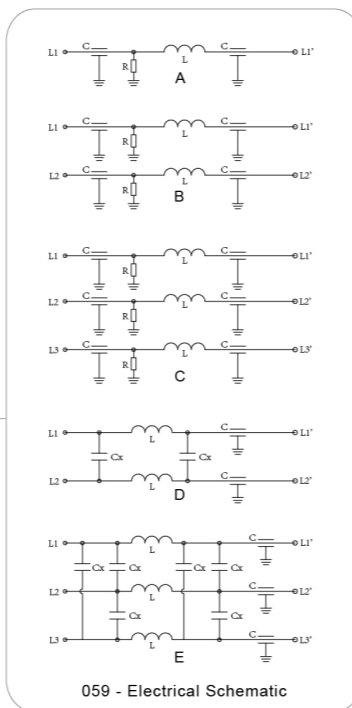 L1 C R L C L1'
A
L1 C R L C L1'
L2 C R L C L2'
B
L1 C R L C L1'
L2 C R L C L2'
L3 C R L C L3'
C
L1 L C L1'
Cx Cx
L2 L C L2'
D
L1 L C L1'
Cx Cx Cx Cx
L2 L C L2'
Cx Cx
L3 L C L3'
E
059 - Electrical Schematic